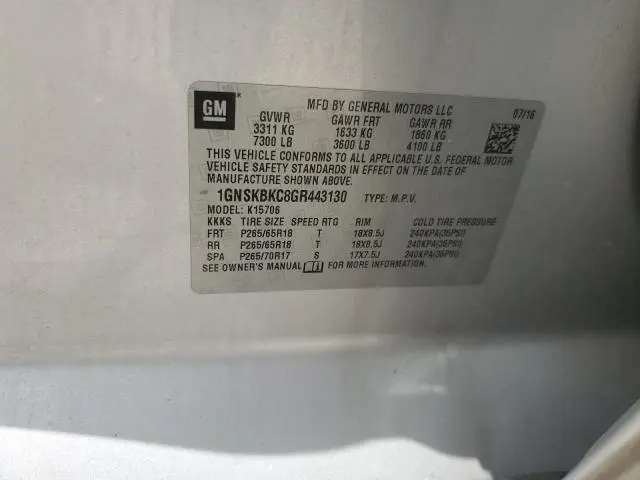 GM
MFD BY GENERAL MOTORS LLC 07/16
GVWR GAWR FRT GAWR RR
3311 KG 1633 KG 1860 KG
7300 LB 3600 LB 4100 LB
THIS VEHICLE CONFORMS TO ALL APPLICABLE U.S. FEDERAL MOTOR
VEHICLE SAFETY STANDARDS IN EFFECT ON THE DATE OF
MANUFACTURE SHOWN ABOVE.
1GNSKBKC8GR443130 TYPE: M.P.V.
MODEL: K15706
KKKS TIRE SIZE SPEED RTG RIM COLD TIRE PRESSURE
FRT P265/65R18 T 18X8.5J 240KPA(35PSI)
RR P265/65R18 T 18X8.5J 240KPA(35PSI)
SPA P265/70R17 S 17X7.5J 240KPA(35PSI)
SEE OWNER'S MANUAL FOR MORE INFORMATION.